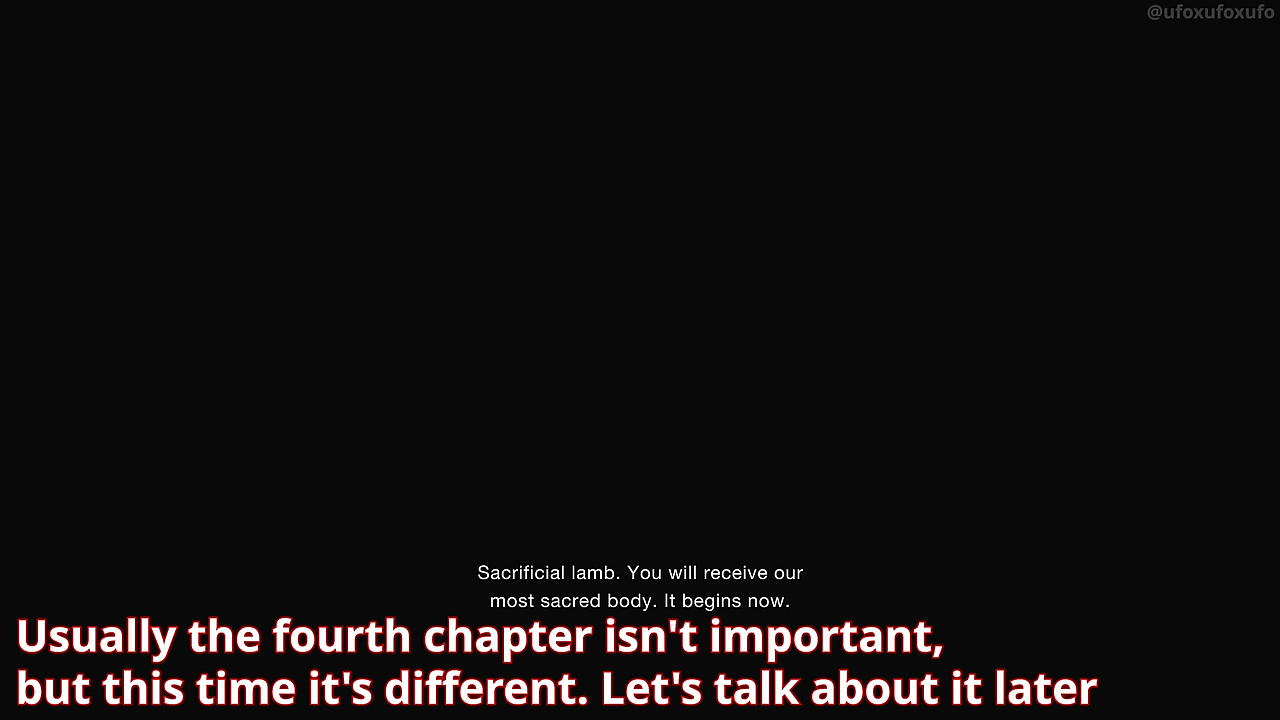 @ufoxufoxufo
Sacrificial lamb. You will receive our
most sacred body. It begins now.
Usually the fourth chapter isn't important,
but this time it's different. Let's talk about it later